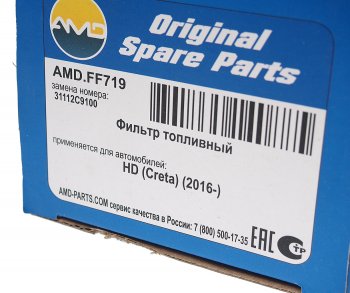 AMD
Original
Spare Parts
AMD.FF719
замена номера:
31112C9100
Фильтр топливный
применяется для автомобилей:
HD (Creta) (2016-)
AMD-PARTS.COM сервис качества в России: 7 (800) 500-17-35
EAC